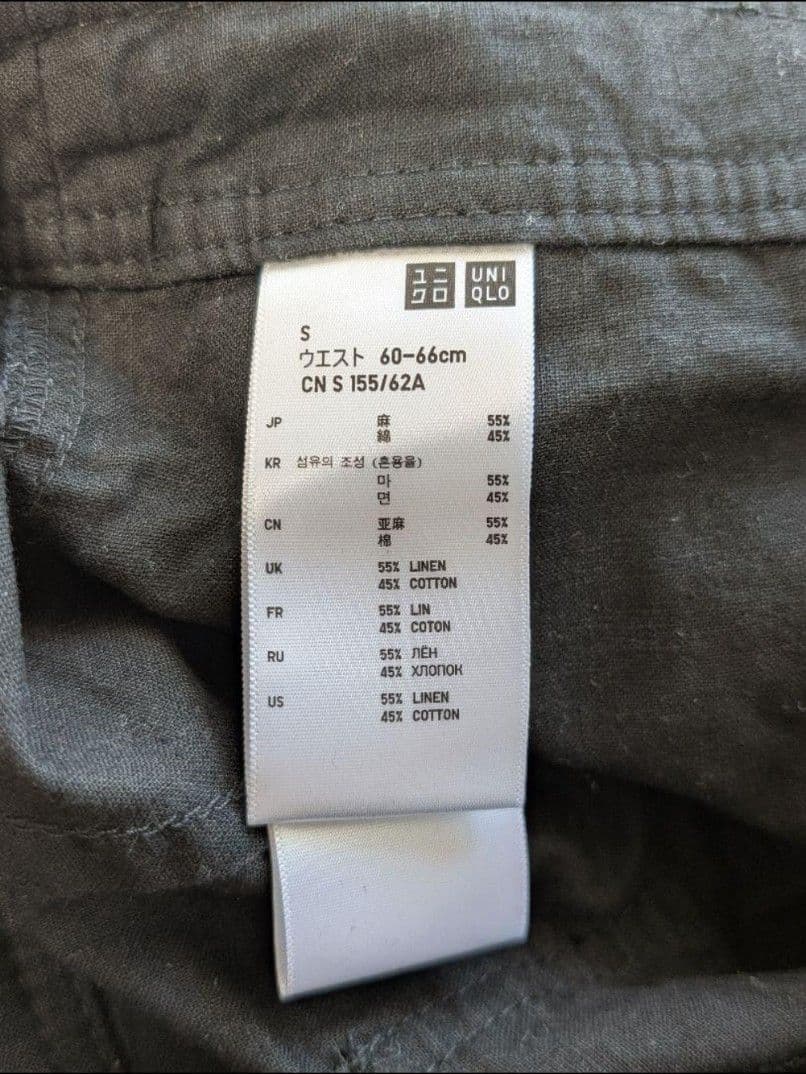 ユニ
クロ
UNI
QLO
S
ウエスト 60-66cm
CN S 155/62A
JP 麻 55%
綿 45%
KR 섬유의 조성 (혼용율)
마 55%
면 45%
CN 亚麻 55%
棉 45%
UK 55% LINEN
45% COTTON
FR 55% LIN
45% COTON
RU 55% ЛЁН
45% ХЛОПОК
US 55% LINEN
45% COTTON